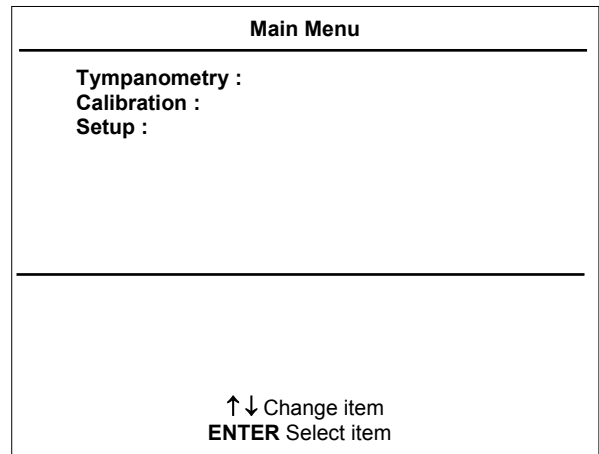 Main Menu
Tympanometry :
Calibration :
Setup :
↑↓ Change item
ENTER Select item